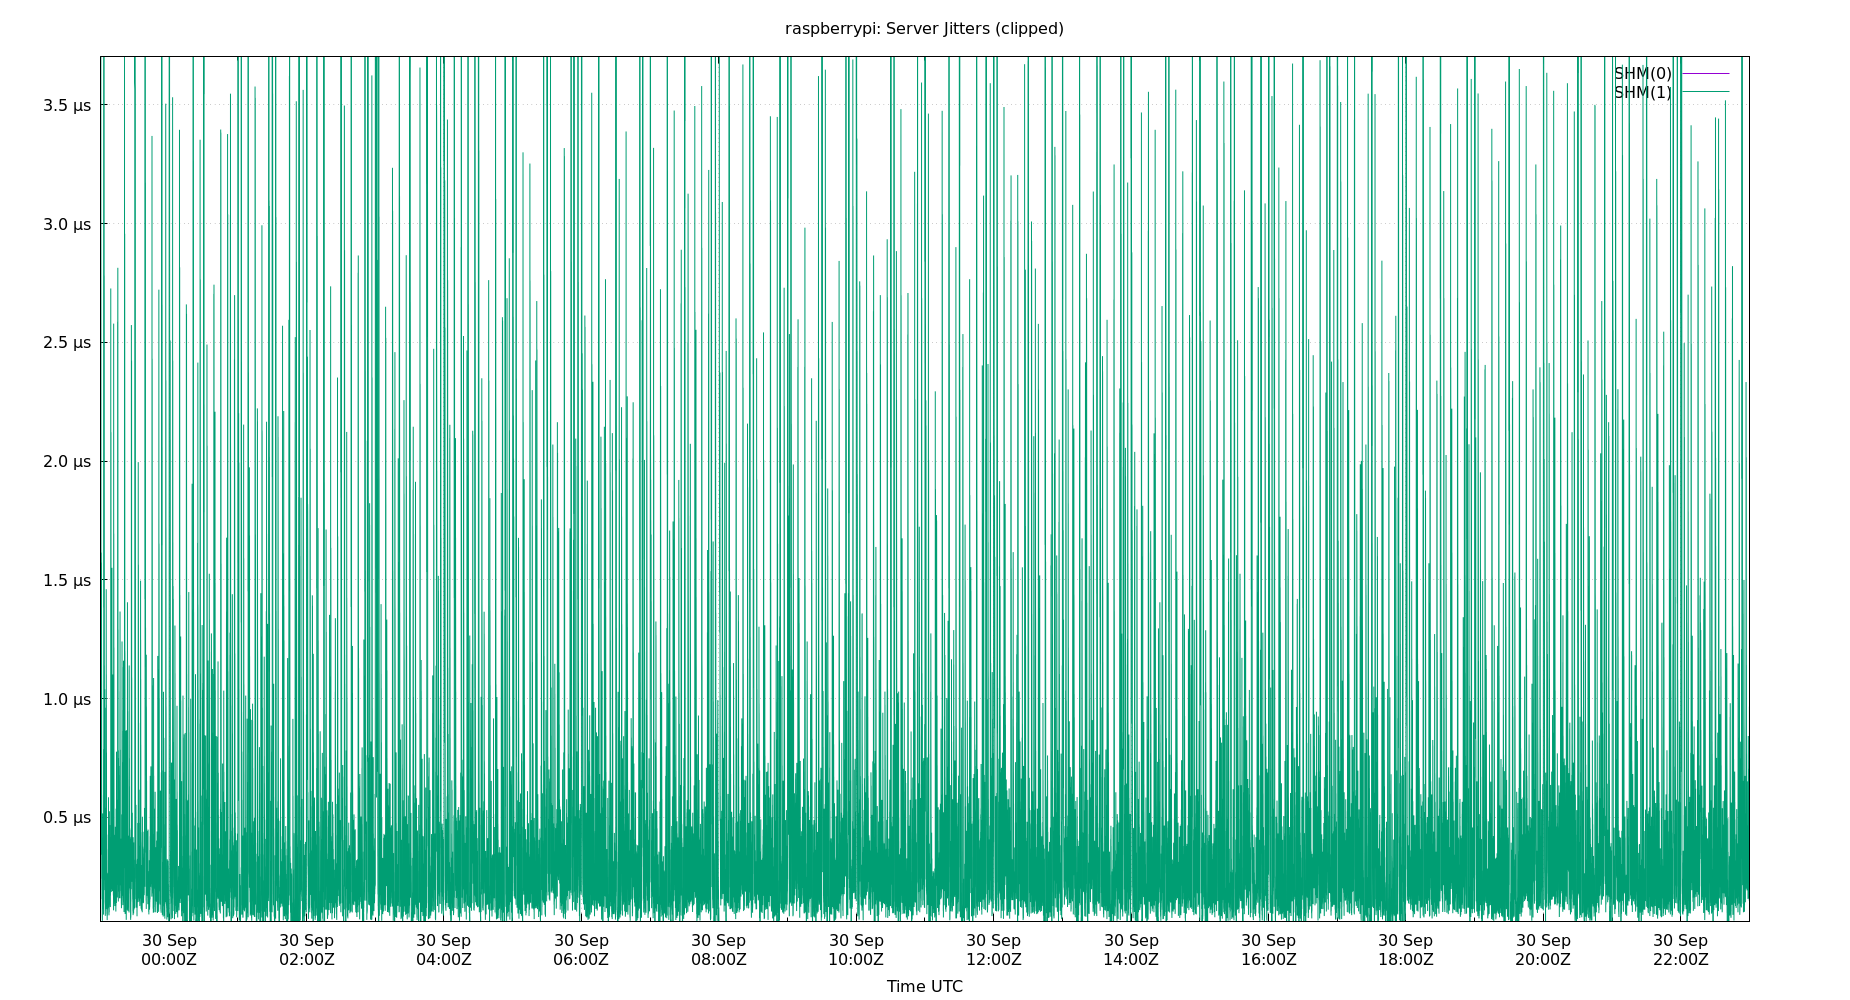 raspberrypi: Server Jitters (clipped)
SHM(0)
SHM(1)
3.5 µs
3.0 µs
2.5 µs
2.0 µs
1.5 µs
1.0 µs
0.5 µs
30 Sep 30 Sep 30 Sep 30 Sep 30 Sep 30 Sep 30 Sep 30 Sep 30 Sep 30 Sep 30 Sep 30 Sep
00:00Z 02:00Z 04:00Z 06:00Z 08:00Z 10:00Z 12:00Z 14:00Z 16:00Z 18:00Z 20:00Z 22:00Z
Time UTC